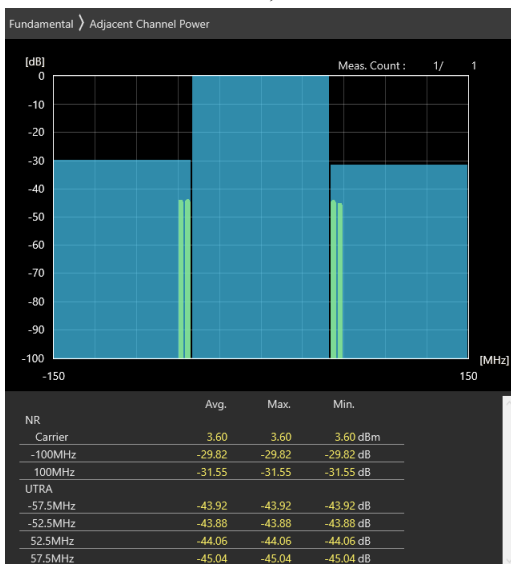 Fundamental 〉 Adjacent Channel Power
[dB]
Meas. Count : 1/ 1
0
-10
-20
-30
-40
-50
-60
-70
-80
-90
-100
[MHz]
-150 150
Avg. Max. Min.
NR
Carrier 3.60 3.60 3.60 dBm
-100MHz -29.82 -29.82 -29.82 dB
100MHz -31.55 -31.55 -31.55 dB
UTRA
-57.5MHz -43.92 -43.92 -43.92 dB
-52.5MHz -43.88 -43.88 -43.88 dB
52.5MHz -44.06 -44.06 -44.06 dB
57.5MHz -45.04 -45.04 -45.04 dB